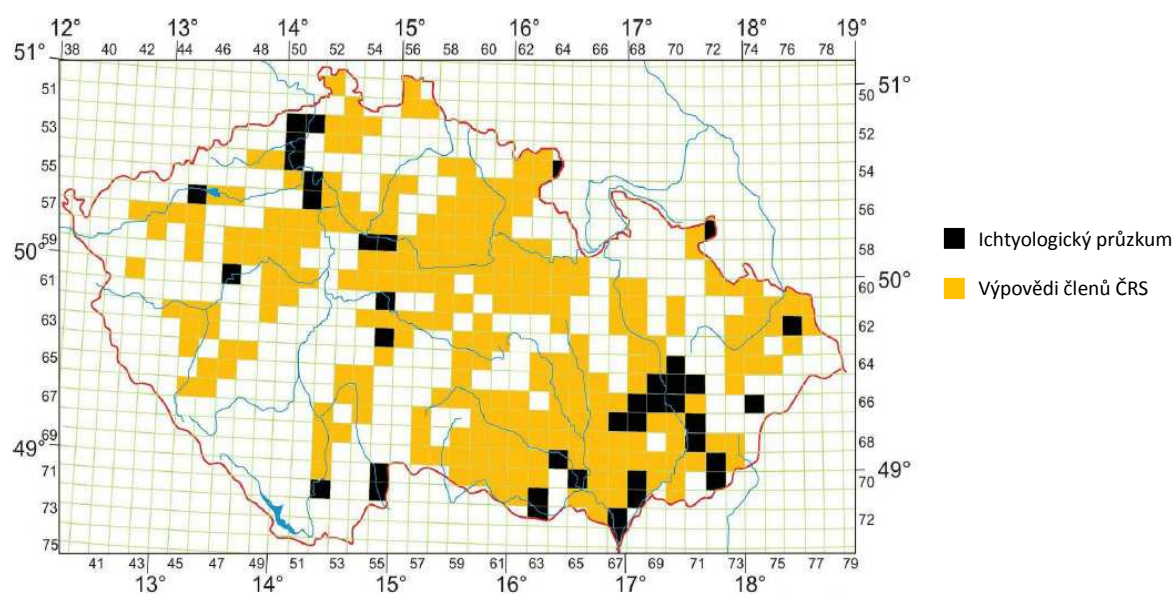 12° 13° 14° 15° 16° 17° 18° 19°
51° 38 40 42 44 46 48 50 52 54 56 58 60 62 64 66 68 70 72 74 76 78
51 50 51°
53 52
55 54
57 56
59 58
50° 61 60 50°
63 62
65 64
67 66
69 68
49° 71 70 49°
73 72
75
41 43 45 47 49 51 53 55 57 59 61 63 65 67 69 71 73 75 77 79
13° 14° 15° 16° 17° 18°
Ichtyologický průzkum
Výpovědi členů ČRS